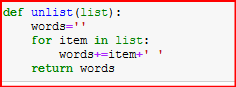 def unlist(list):
    words=''
    for item in list:
        words+=item+' '
    return words